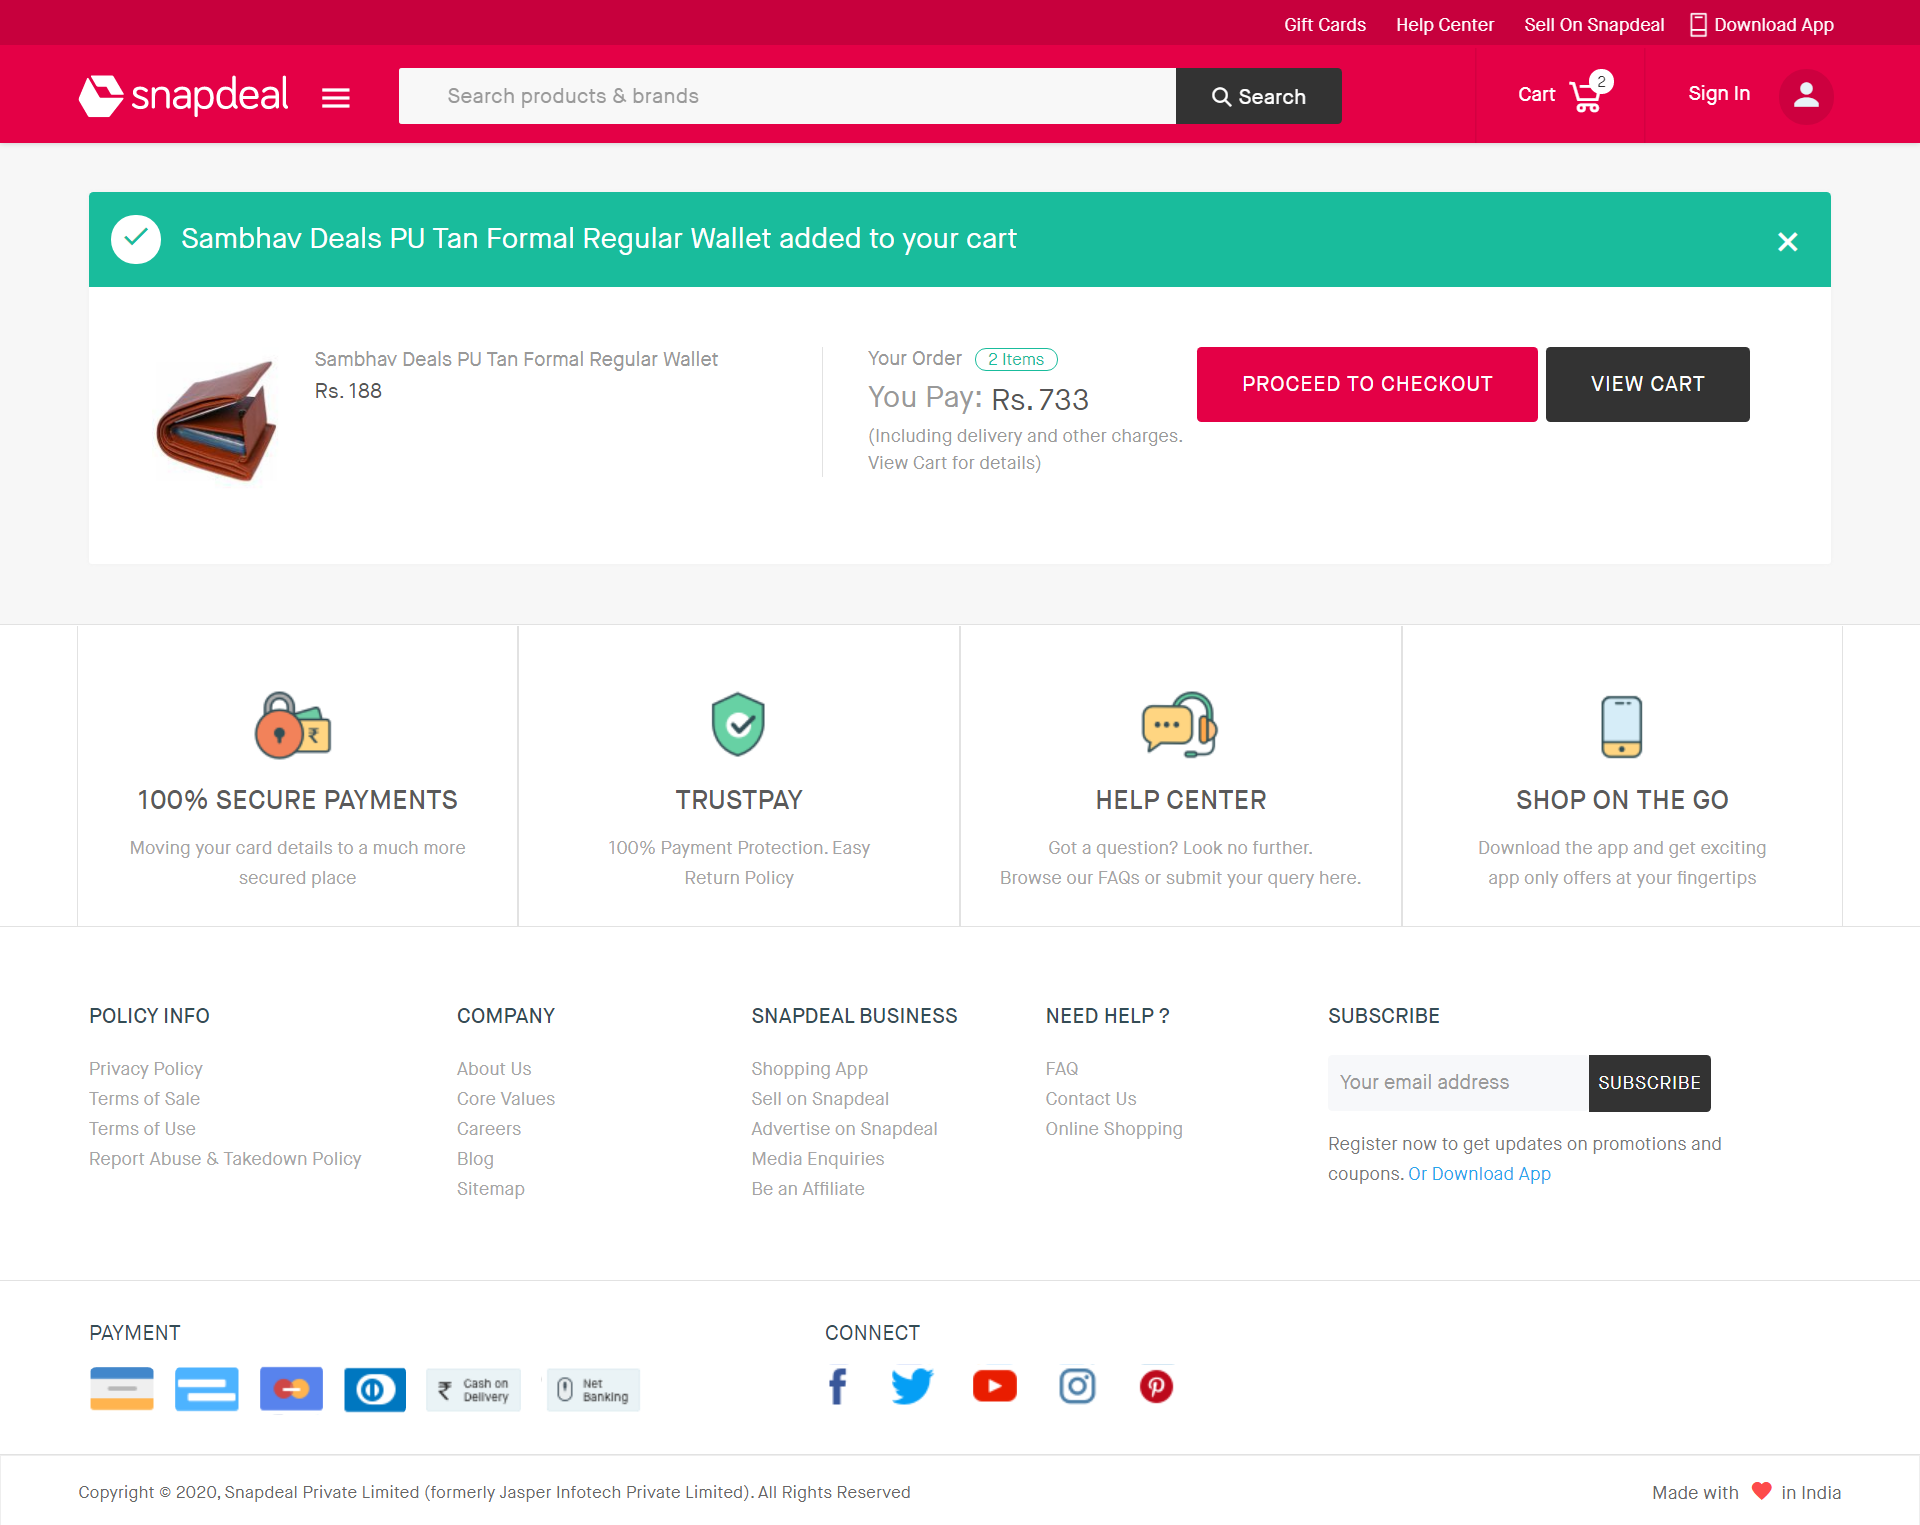 Gift Cards Help Center Sell On Snapdeal Download App
snapdeal Search products & brands Search Cart 2 Sign In
Sambhav Deals PU Tan Formal Regular Wallet added to your cart
Sambhav Deals PU Tan Formal Regular Wallet
Rs. 188
Your Order 2 Items
You Pay: Rs. 733
(Including delivery and other charges.
View Cart for details)
PROCEED TO CHECKOUT VIEW CART
100% SECURE PAYMENTS
Moving your card details to a much more
secured place
TRUSTPAY
100% Payment Protection. Easy
Return Policy
HELP CENTER
Got a question? Look no further.
Browse our FAQs or submit your query here.
SHOP ON THE GO
Download the app and get exciting
app only offers at your fingertips
POLICY INFO
Privacy Policy
Terms of Sale
Terms of Use
Report Abuse & Takedown Policy
COMPANY
About Us
Core Values
Careers
Blog
Sitemap
SNAPDEAL BUSINESS
Shopping App
Sell on Snapdeal
Advertise on Snapdeal
Media Enquiries
Be an Affiliate
NEED HELP ?
FAQ
Contact Us
Online Shopping
SUBSCRIBE
Your email address SUBSCRIBE
Register now to get updates on promotions and
coupons. Or Download App
PAYMENT
₹ Cash on
Delivery
Net
Banking
CONNECT
Copyright © 2020, Snapdeal Private Limited (formerly Jasper Infotech Private Limited). All Rights Reserved
Made with in India